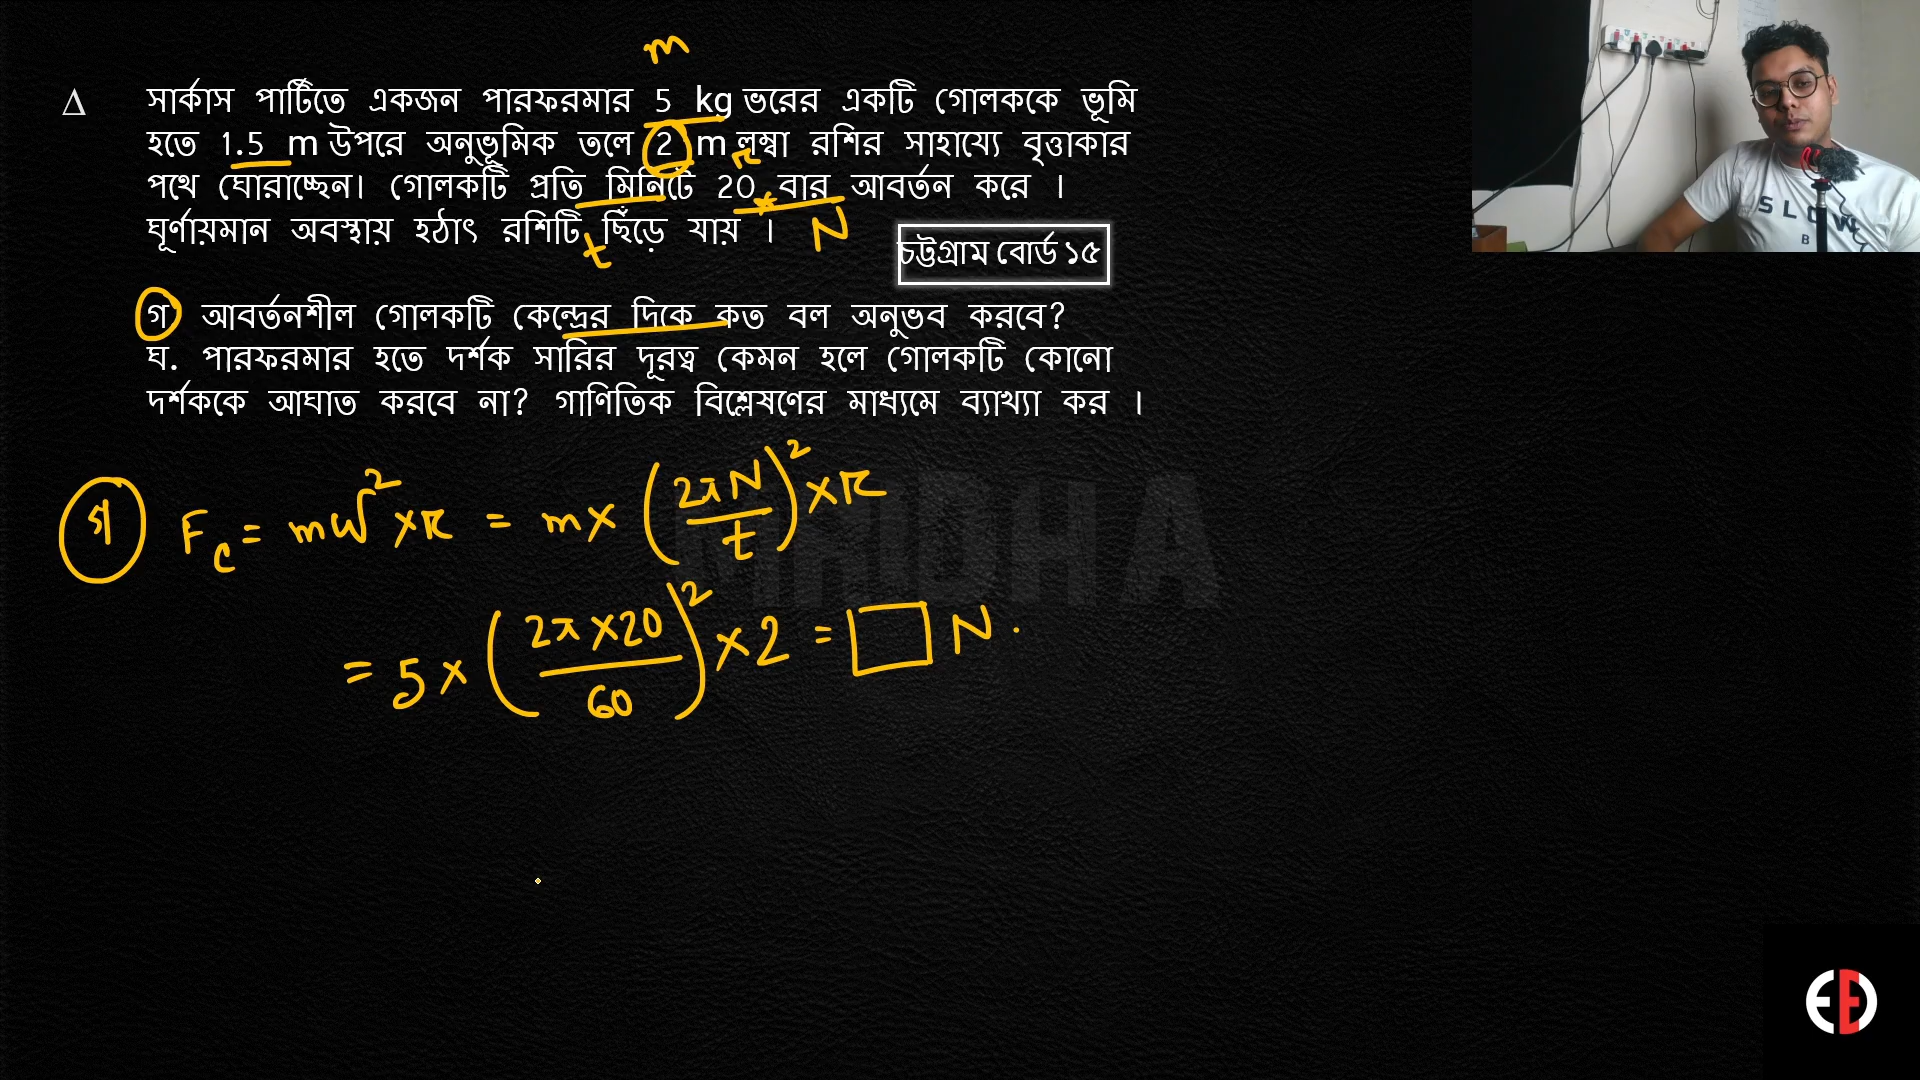 m
Δ সার্কাস পার্টিতে একজন পারফরমার 5 kg ভরের একটি গোলককে ভূমি
হতে 1.5 m উপরে অনুভূমিক তলে 2 m লম্বা রশির সাহায্যে বৃত্তাকার
r
পথে ঘোরাচ্ছেন। গোলকটি প্রতি মিনিটে 20 বার আবর্তন করে ।
ঘূর্ণায়মান অবস্থায় হঠাৎ রশিটি ছিঁড়ে যায় ।
t N
চট্টগ্রাম বোর্ড ১৫
গ. আবর্তনশীল গোলকটি কেন্দ্রের দিকে কত বল অনুভব করবে?
ঘ. পারফরমার হতে দর্শক সারির দূরত্ব কেমন হলে গোলকটি কোনো
দর্শককে আঘাত করবে না? গাণিতিক বিশ্লেষণের মাধ্যমে ব্যাখ্যা কর ।
গ F_c = mω² × r = m × (2πN/t)² × r
= 5 × (2π × 20/60)² × 2 = □ N.
SLOW
B